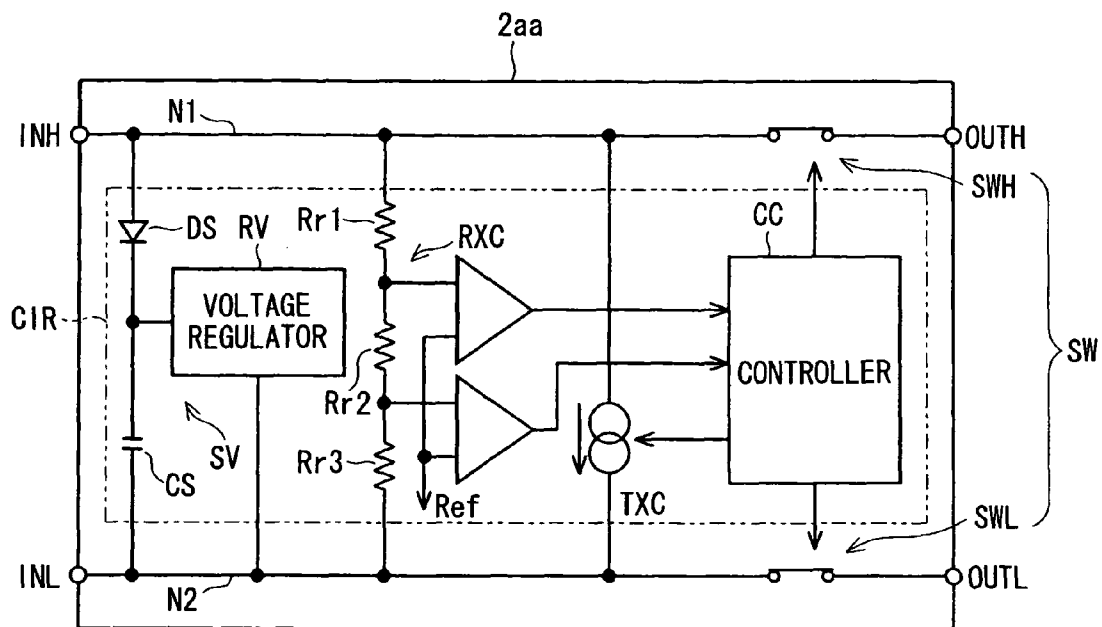 2aa
INH
N1
OUTH
SWH
DS
RV
Rr1
RXC
CC
VOLTAGE
REGULATOR
CIR
SW
Rr2
CONTROLLER
SV
CS
Rr3
Ref
TXC
SWL
INL
N2
OUTL